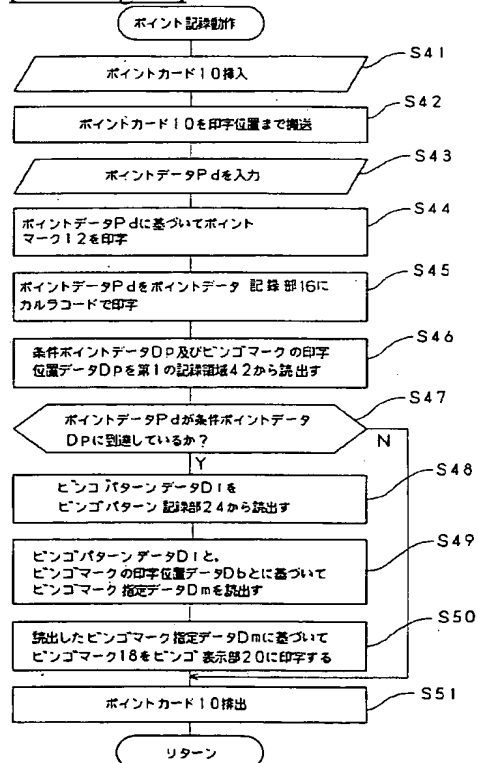 ポイント記録動作
S41
ポイントカード10挿入
S42
ポイントカード10を印字位置まで搬送
S43
ポイントデータPdを入力
S44
ポイントデータPdに基づいてポイント
マーク12を印字
S45
ポイントデータPdをポイントデータ 記録部16に
カルラコードで印字
S46
条件ポイントデータDp及びビンゴマークの印字
位置データDpを第1の記録領域42から読出す
S47
ポイントデータPdが条件ポイントデータ
Dpに到達しているか?
N
Y
S48
ビンゴパターンデータDiを
ビンゴパターン記録部24から読出す
S49
ビンゴパターンデータDiと、
ビンゴマークの印字位置データDbとに基づいて
ビンゴマーク指定データDmを読出す
S50
読出したビンゴマーク指定データDmに基づいて
ビンゴマーク18をビンゴ表示部20に印字する
S51
ポイントカード10排出
リターン